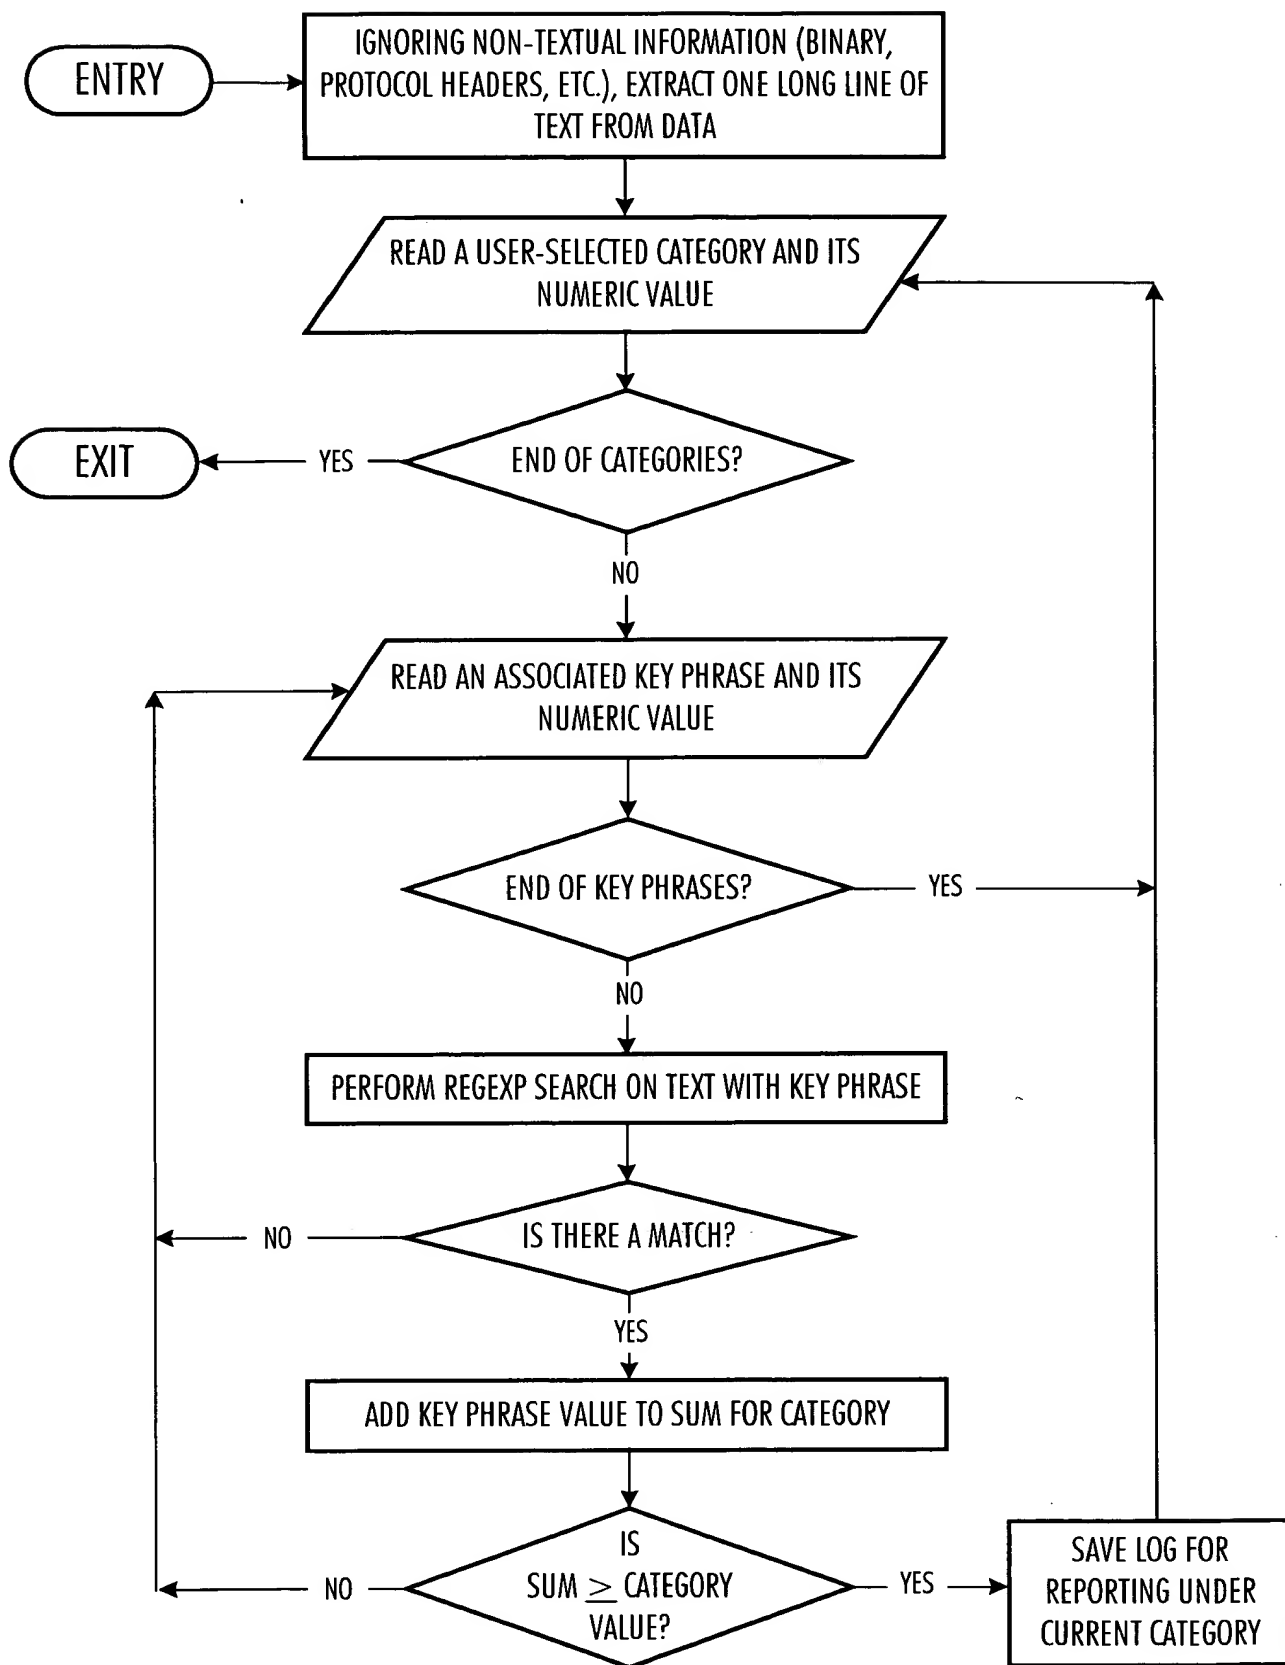 ENTRY
IGNORING NON-TEXTUAL INFORMATION (BINARY,
PROTOCOL HEADERS, ETC.), EXTRACT ONE LONG LINE OF
TEXT FROM DATA
READ A USER-SELECTED CATEGORY AND ITS
NUMERIC VALUE
EXIT
YES
END OF CATEGORIES?
NO
READ AN ASSOCIATED KEY PHRASE AND ITS
NUMERIC VALUE
END OF KEY PHRASES?
YES
NO
PERFORM REGEXP SEARCH ON TEXT WITH KEY PHRASE
NO
IS THERE A MATCH?
YES
ADD KEY PHRASE VALUE TO SUM FOR CATEGORY
NO
IS
SUM ≥ CATEGORY
VALUE?
YES
SAVE LOG FOR
REPORTING UNDER
CURRENT CATEGORY